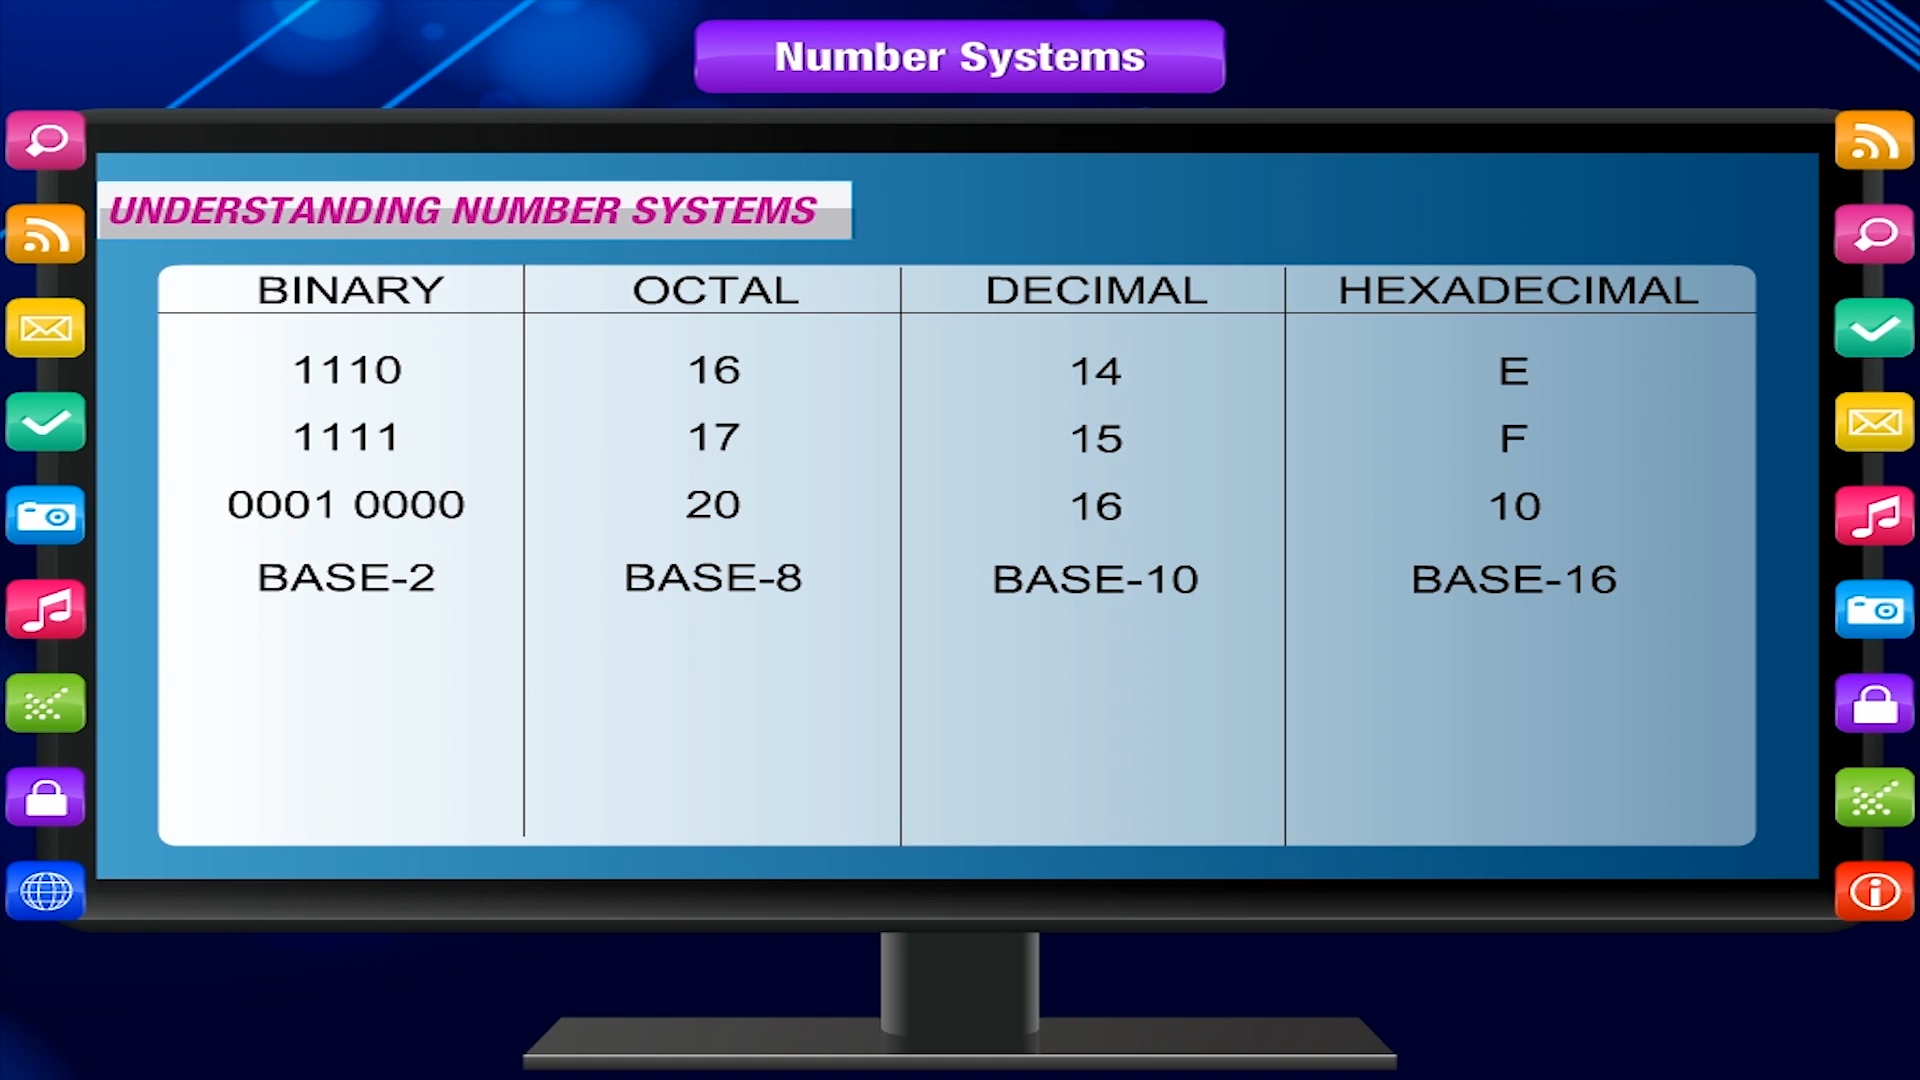 Number Systems
UNDERSTANDING NUMBER SYSTEMS
BINARY OCTAL DECIMAL HEXADECIMAL
1110 16 14 E
1111 17 15 F
0001 0000 20 16 10
BASE-2 BASE-8 BASE-10 BASE-16